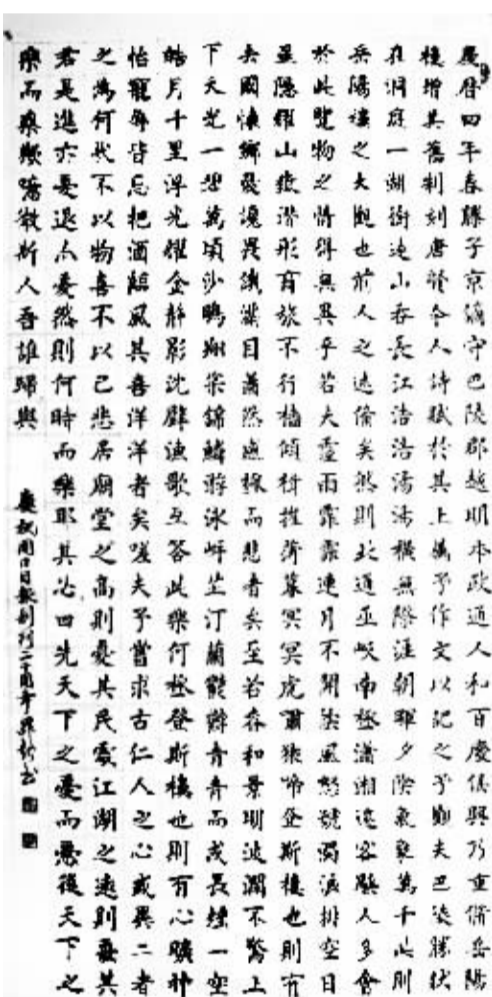 慶曆四年春滕子京謫守巴陵郡越明年政通人和百廢俱興乃重修岳陽
樓增其舊制刻唐賢今人詩賦於其上屬予作文以記之予觀夫巴陵勝狀
在洞庭一湖銜遠山吞長江浩浩湯湯橫無際涯朝暉夕陰氣象萬千此則
岳陽樓之大觀也前人之述備矣然則北通巫峽南極瀟湘遷客騷人多會
於此覽物之情得無異乎若夫霪雨霏霏連月不開陰風怒號濁浪排空日
星隱耀山嶽潛形商旅不行檣傾楫摧薄暮冥冥虎嘯猿啼登斯樓也則有
去國懷鄉憂讒畏譏滿目蕭然感極而悲者矣至若春和景明波瀾不驚上
下天光一碧萬頃沙鷗翔集錦鱗游泳岸芷汀蘭鬱鬱青青而或長煙一空
皓月千里浮光耀金靜影沈璧漁歌互答此樂何極登斯樓也則有心曠神
怡寵辱皆忘把酒臨風其喜洋洋者矣嗟夫予嘗求古仁人之心或異二者
之為何哉不以物喜不以己悲居廟堂之高則憂其民處江湖之遠則憂其
君是進亦憂退亦憂然則何時而樂耶其必曰先天下之憂而憂後天下之
樂而樂歟噫微斯人吾誰歸與
慶祝日報創刊二十周年書